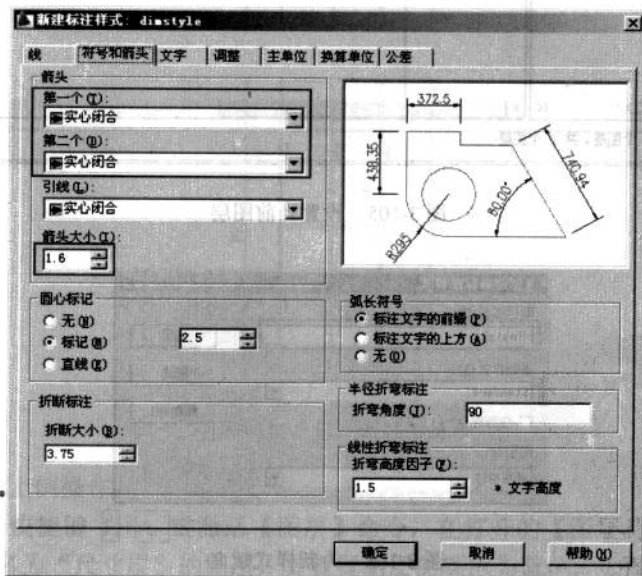 新建标注样式: dimstyle
线 符号和箭头 文字 调整 主单位 换算单位 公差
箭头
第一个(T):
实心闭合
第二个(D):
实心闭合
引线(L):
实心闭合
箭头大小(I):
1.6
372.5
438.35
740.94
80.00°
R295
圆心标记
无(N)
标记(M)
2.5
直线(E)
弧长符号
标注文字的前缀(P)
标注文字的上方(A)
无(O)
折断标注
折断大小(B):
3.75
半径折弯标注
折弯角度(J):
90
线性折弯标注
折弯高度因子(F):
1.5
* 文字高度
确定
取消
帮助(H)